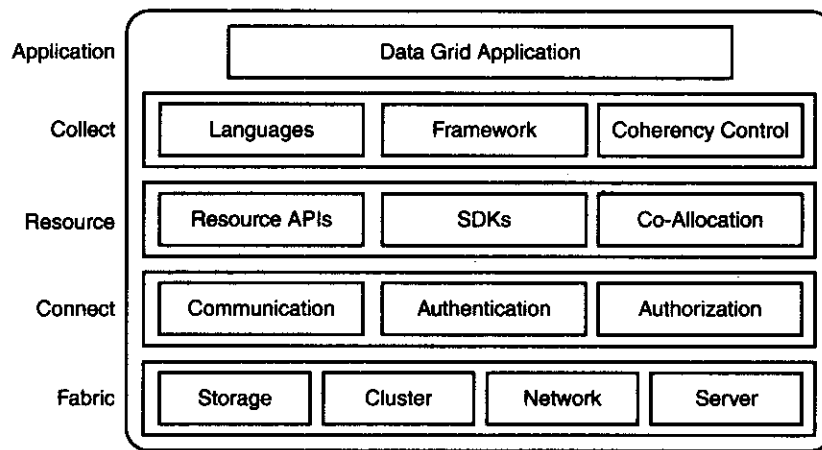 Application
Data Grid Application
Collect
Languages
Framework
Coherency Control
Resource
Resource APIs
SDKs
Co-Allocation
Connect
Communication
Authentication
Authorization
Fabric
Storage
Cluster
Network
Server